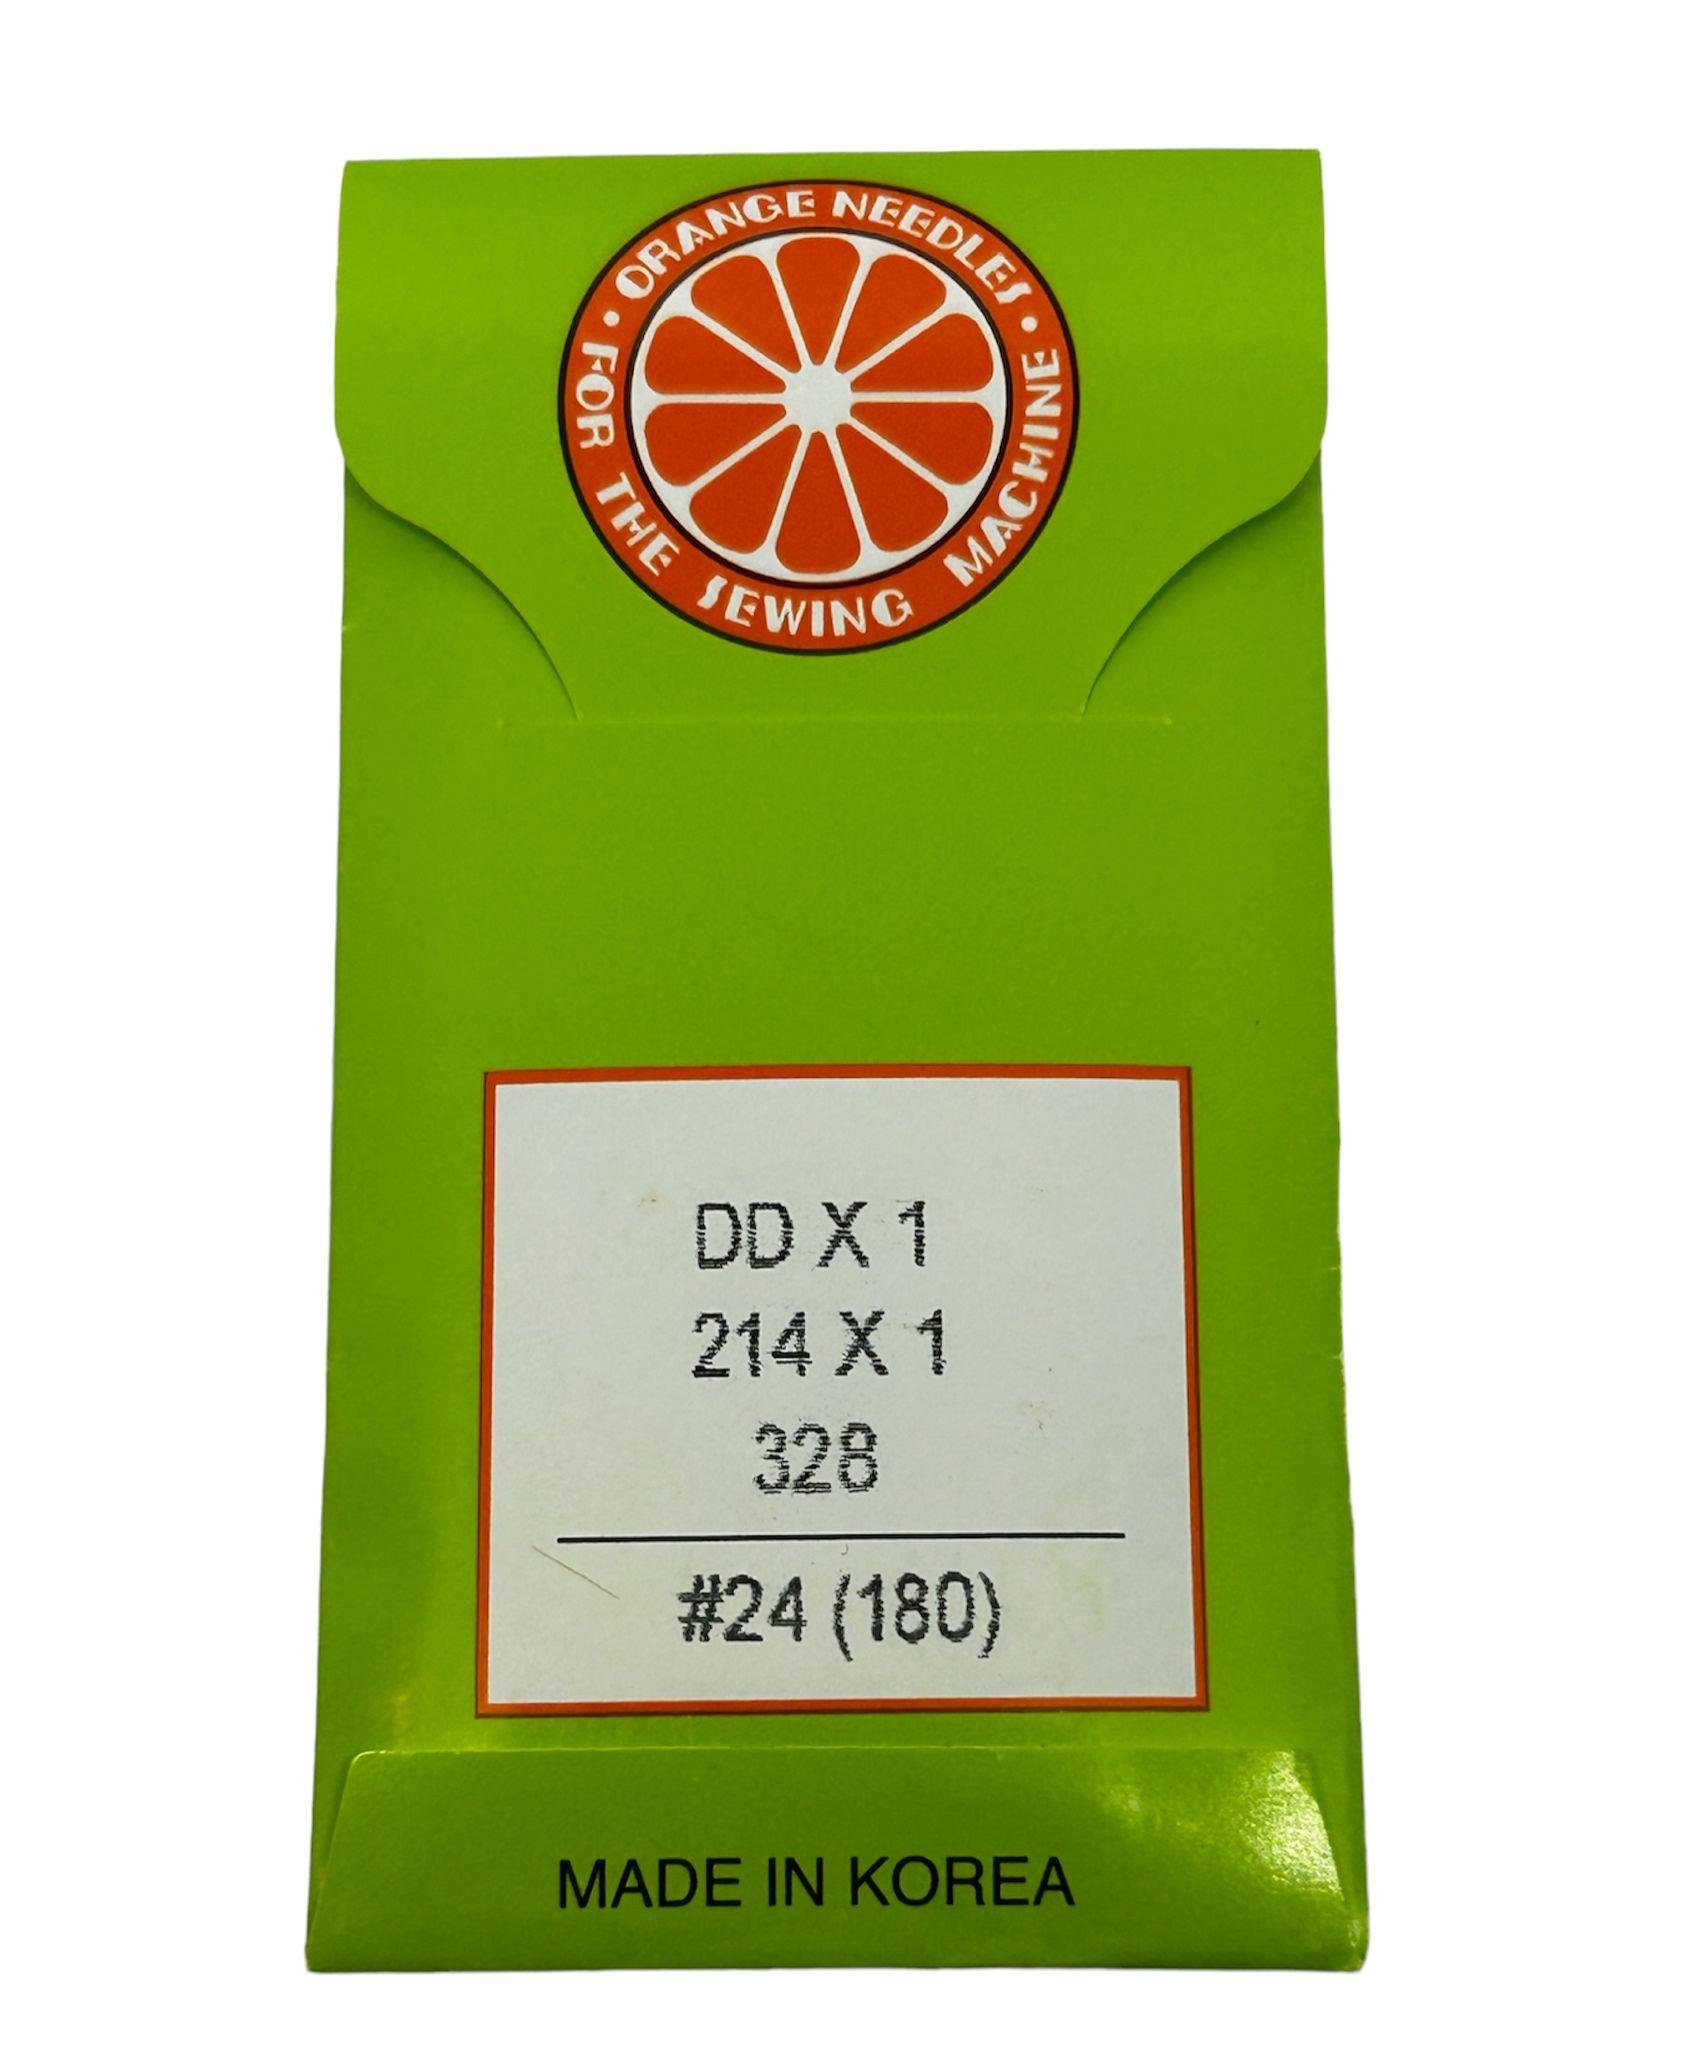 • ORANGE NEEDLES •
FOR THE SEWING MACHINE
DD X 1
214 X 1
328
#24 (180)
MADE IN KOREA